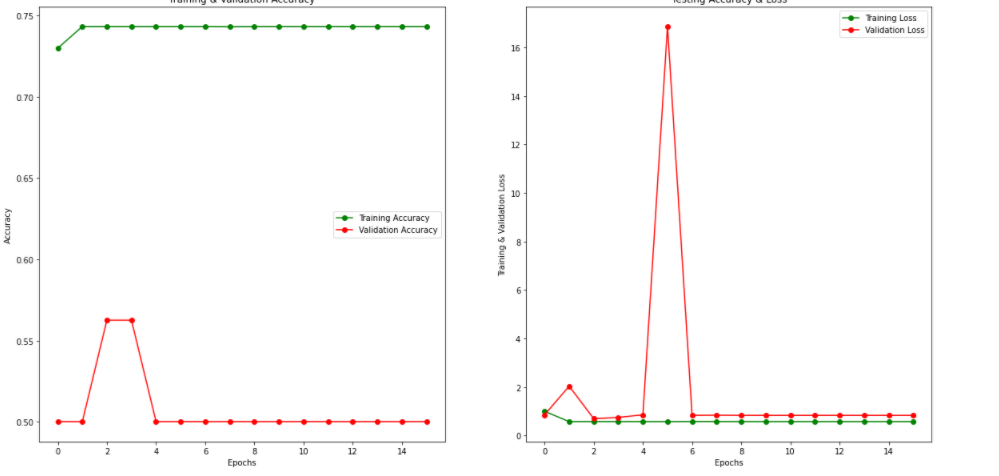 Training & Validation Accuracy
0.75
0.70
0.65
0.60
0.55
0.50
Accuracy
Training Accuracy
Validation Accuracy
0 2 4 6 8 10 12 14
Epochs
Testing Accuracy & Loss
16
14
12
10
8
6
4
2
0
Training & Validation Loss
Training Loss
Validation Loss
0 2 4 6 8 10 12 14
Epochs